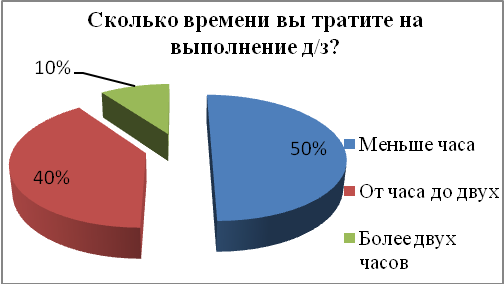 Сколько времени вы тратите на
выполнение д/з?
10%
50%
40%
Меньше часа
От часа до двух
Более двух
часов